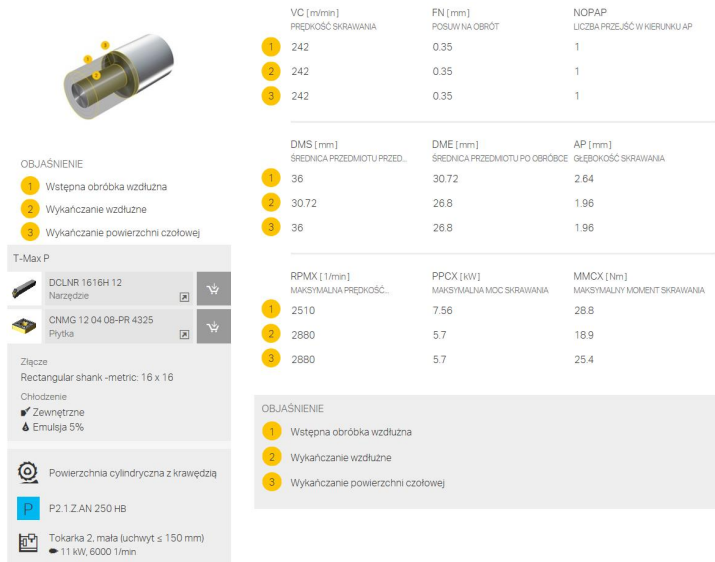 3
1
2
OBJAŚNIENIE
1 Wstępna obróbka wzdłużna
2 Wykańczanie wzdłużne
3 Wykańczanie powierzchni czołowej
T-Max P
DCLNR 1616H 12
Narzędzie
CNMG 12 04 08-PR 4325
Płytka
Złącze
Rectangular shank -metric: 16 x 16
Chłodzenie
Zewnętrzne
Emulsja 5%
Powierzchnia cylindryczna z krawędzią
P P2.1.Z.AN 250 HB
Tokarka 2, mała (uchwyt ≤ 150 mm)
11 kW, 6000 1/min
VC [m/min] FN [mm] NOPAP
PRĘDKOŚĆ SKRAWANIA POSUW NA OBRÓT LICZBA PRZEJŚĆ W KIERUNKU AP
1 242 0.35 1
2 242 0.35 1
3 242 0.35 1
DMS [mm] DME [mm] AP [mm]
ŚREDNICA PRZEDMIOTU PRZED... ŚREDNICA PRZEDMIOTU PO OBRÓBCE GŁĘBOKOŚĆ SKRAWANIA
1 36 30.72 2.64
2 30.72 26.8 1.96
3 36 26.8 1.96
RPMX [1/min] PPCX [kW] MMCX [Nm]
MAKSYMALNA PRĘDKOŚĆ... MAKSYMALNA MOC SKRAWANIA MAKSYMALNY MOMENT SKRAWANIA
1 2510 7.56 28.8
2 2880 5.7 18.9
3 2880 5.7 25.4
OBJAŚNIENIE
1 Wstępna obróbka wzdłużna
2 Wykańczanie wzdłużne
3 Wykańczanie powierzchni czołowej